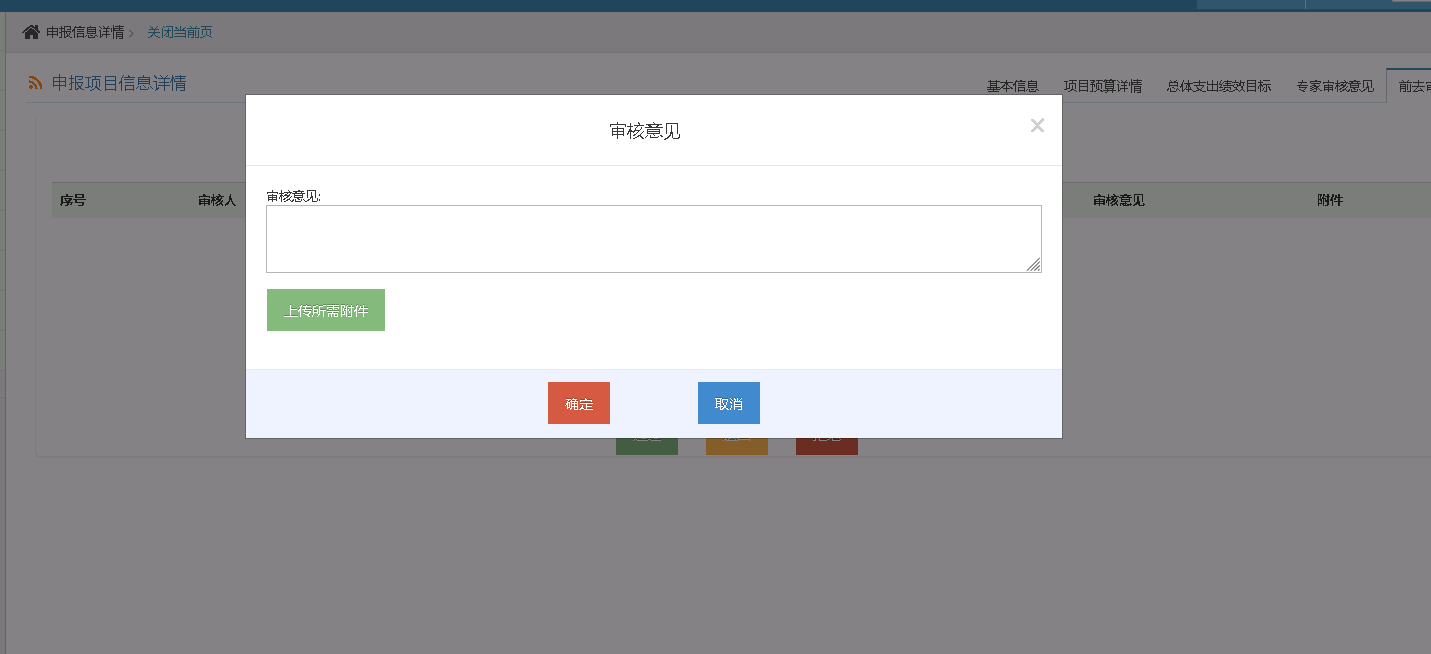 申报信息详情 关闭当前页
申报项目信息详情
基本信息 项目预算详情 总体支出绩效目标 专家审核意见 前去审
审核意见
序号 审核人 审核意见 附件
审核意见:
上传所需附件
确定 取消